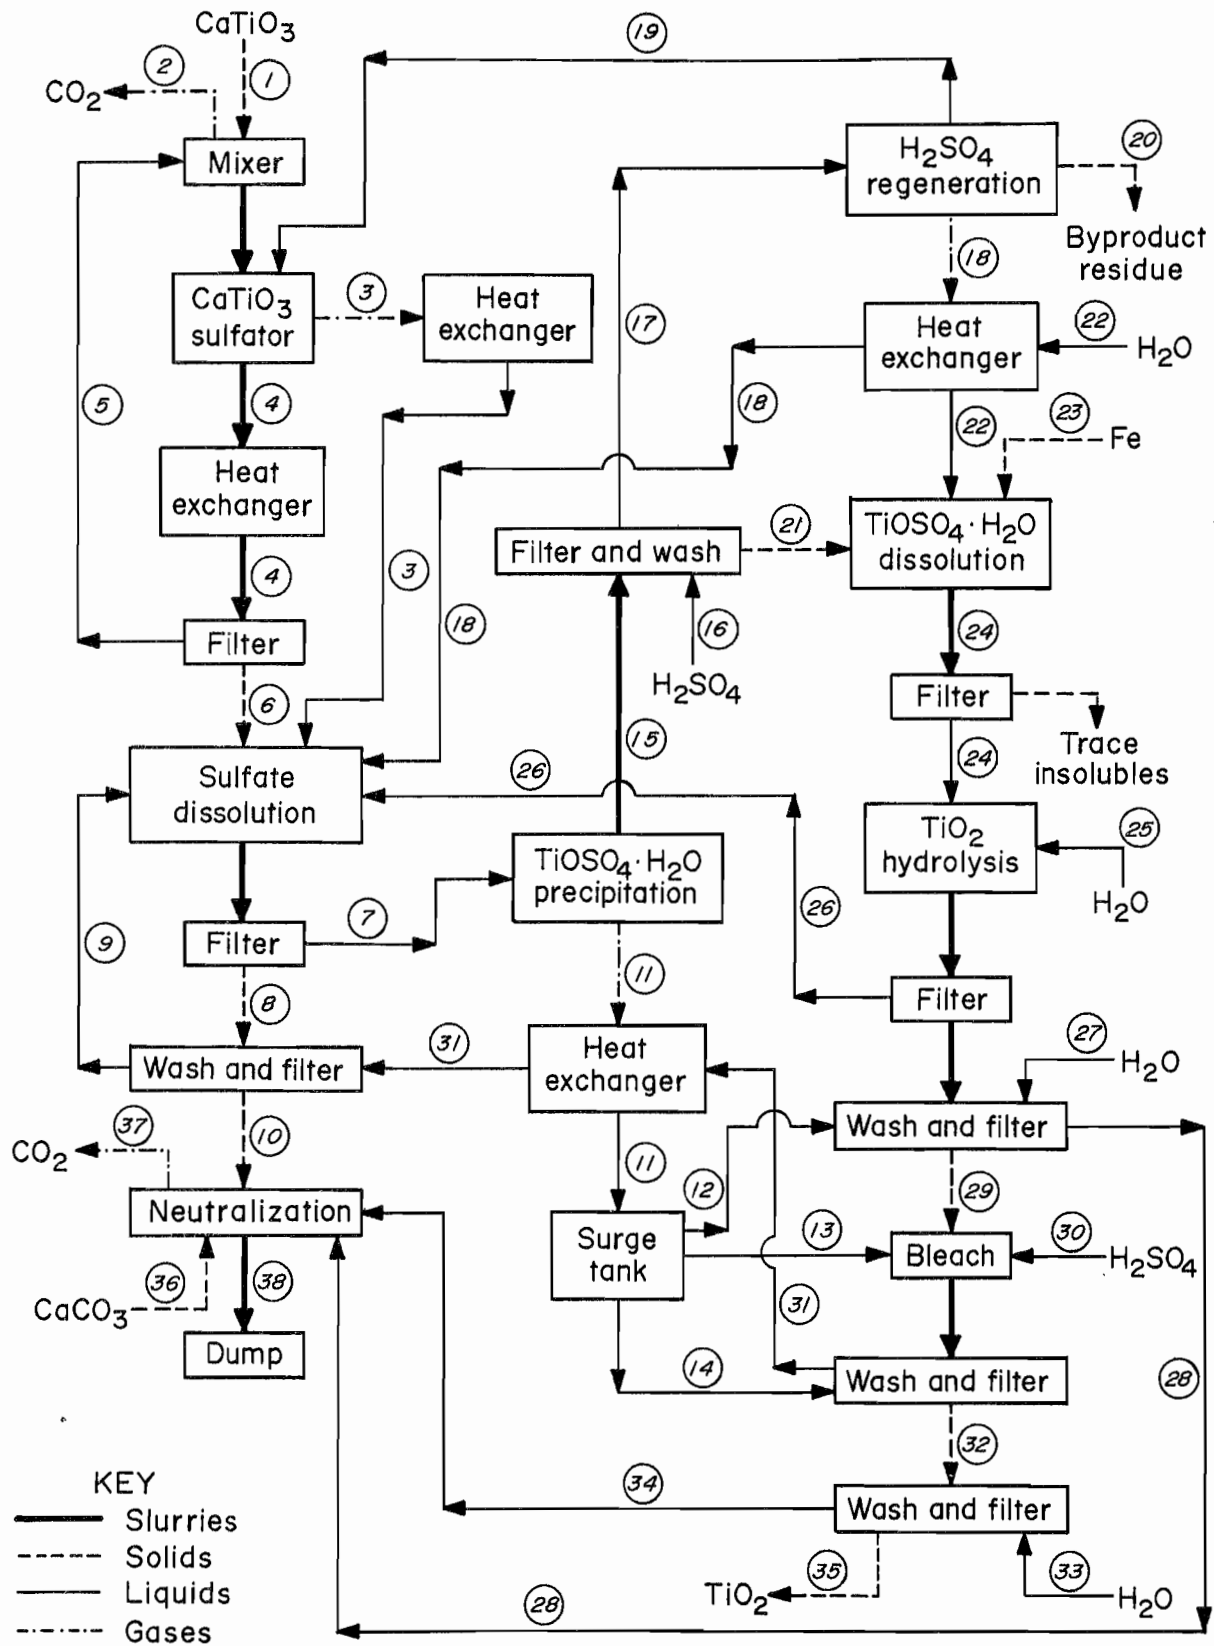 CaTiO3
19
2
1
CO2
Mixer
H2SO4
regeneration
20
Byproduct
residue
18
CaTiO3
sulfator
3
Heat
exchanger
17
Heat
exchanger
22
H2O
5
4
18
22
23
Fe
Heat
exchanger
TiOSO4·H2O
dissolution
21
Filter and wash
3
4
18
16
H2SO4
24
Filter
Filter
6
15
24
Trace
insolubles
Sulfate
dissolution
26
TiO2
hydrolysis
25
H2O
TiOSO4·H2O
precipitation
26
9
7
Filter
11
Filter
8
31
Heat
exchanger
27
H2O
Wash and filter
Wash and filter
37
CO2
10
11
12
29
Neutralization
Surge
tank
13
Bleach
30
H2SO4
36
38
CaCO3
31
Dump
14
Wash and filter
28
32
KEY
Slurries
Solids
Liquids
Gases
34
Wash and filter
35
33
TiO2
H2O
28